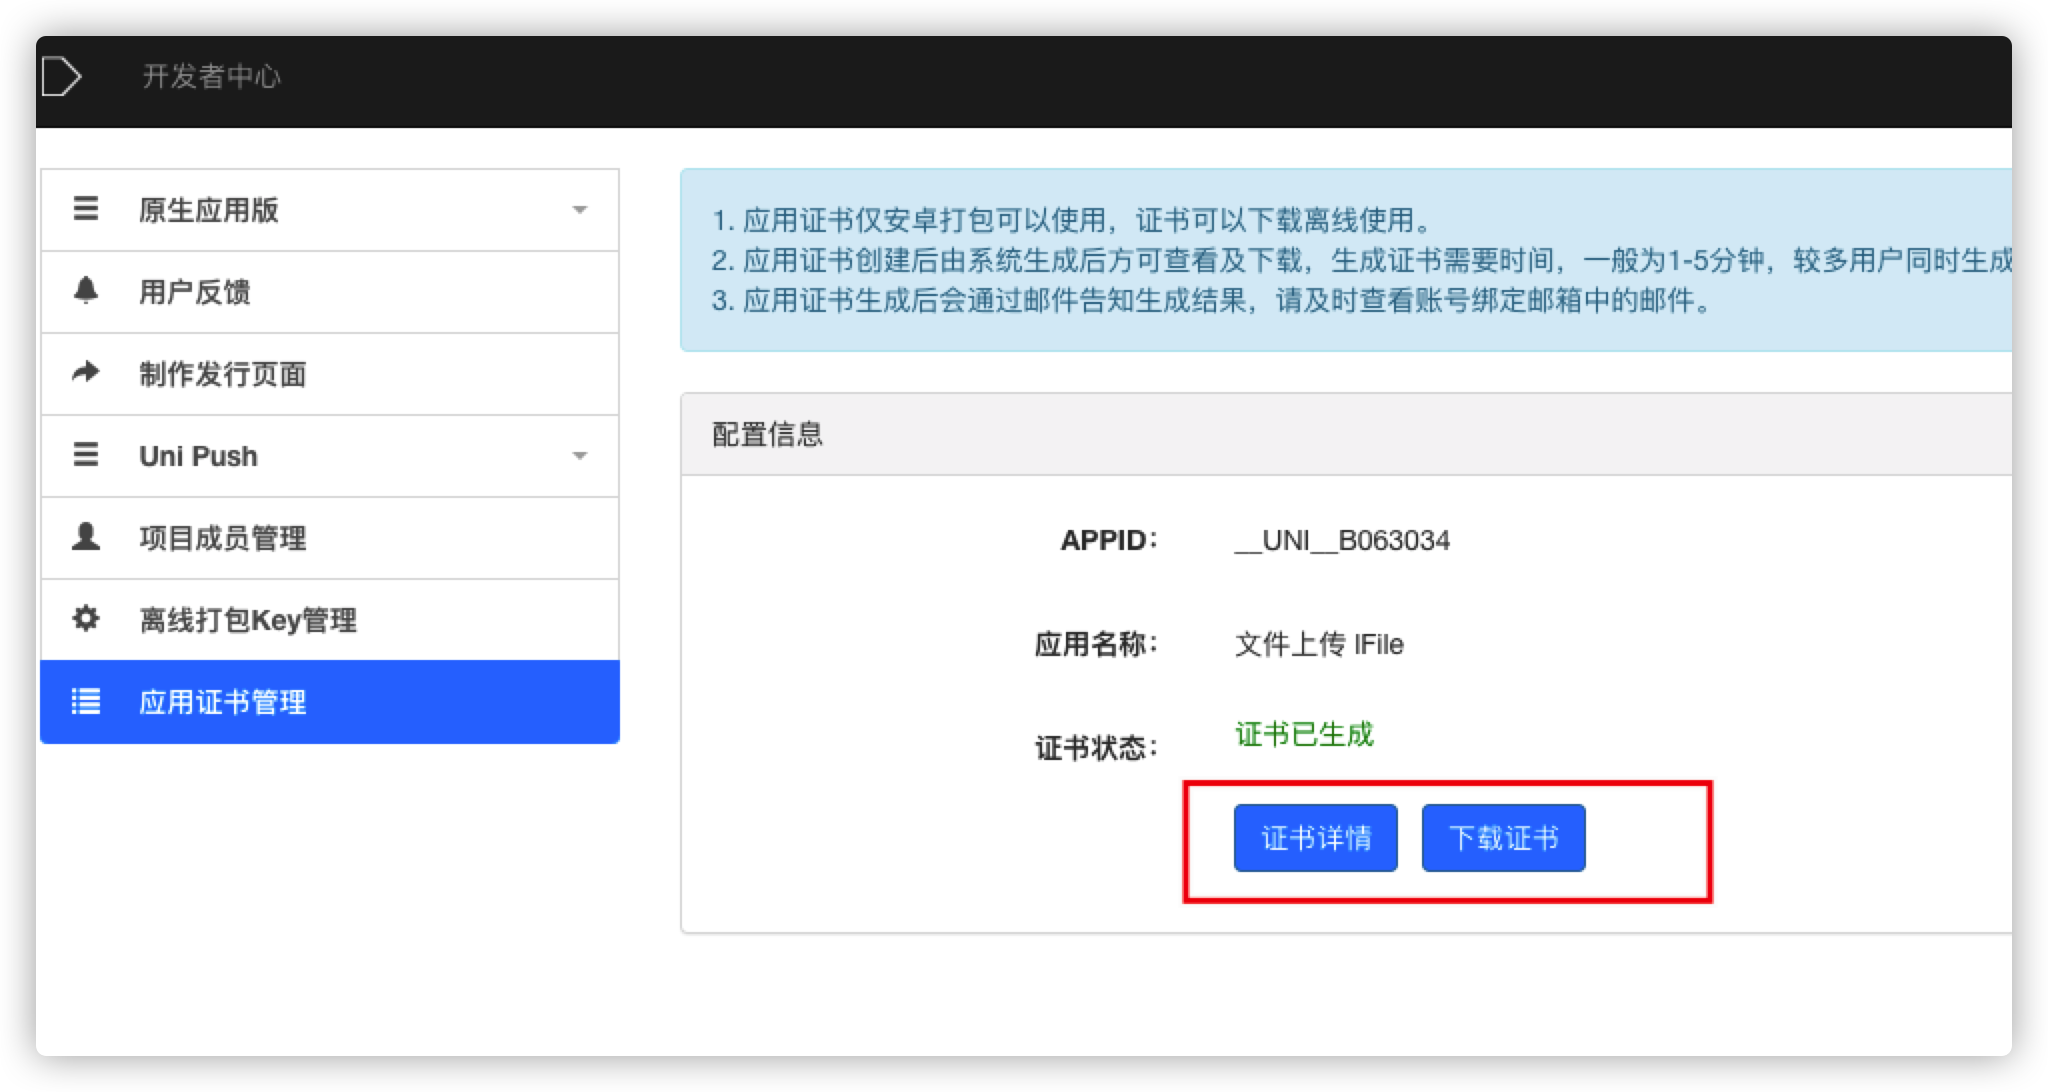 开发者中心
原生应用版
用户反馈
制作发行页面
Uni Push
项目成员管理
离线打包Key管理
应用证书管理
1. 应用证书仅安卓打包可以使用，证书可以下载离线使用。
2. 应用证书创建后由系统生成后方可查看及下载，生成证书需要时间，一般为1-5分钟，较多用户同时生成
3. 应用证书生成后会通过邮件告知生成结果，请及时查看账号绑定邮箱中的邮件。
配置信息
APPID： __UNI__B063034
应用名称： 文件上传 lFile
证书状态： 证书已生成
证书详情 下载证书